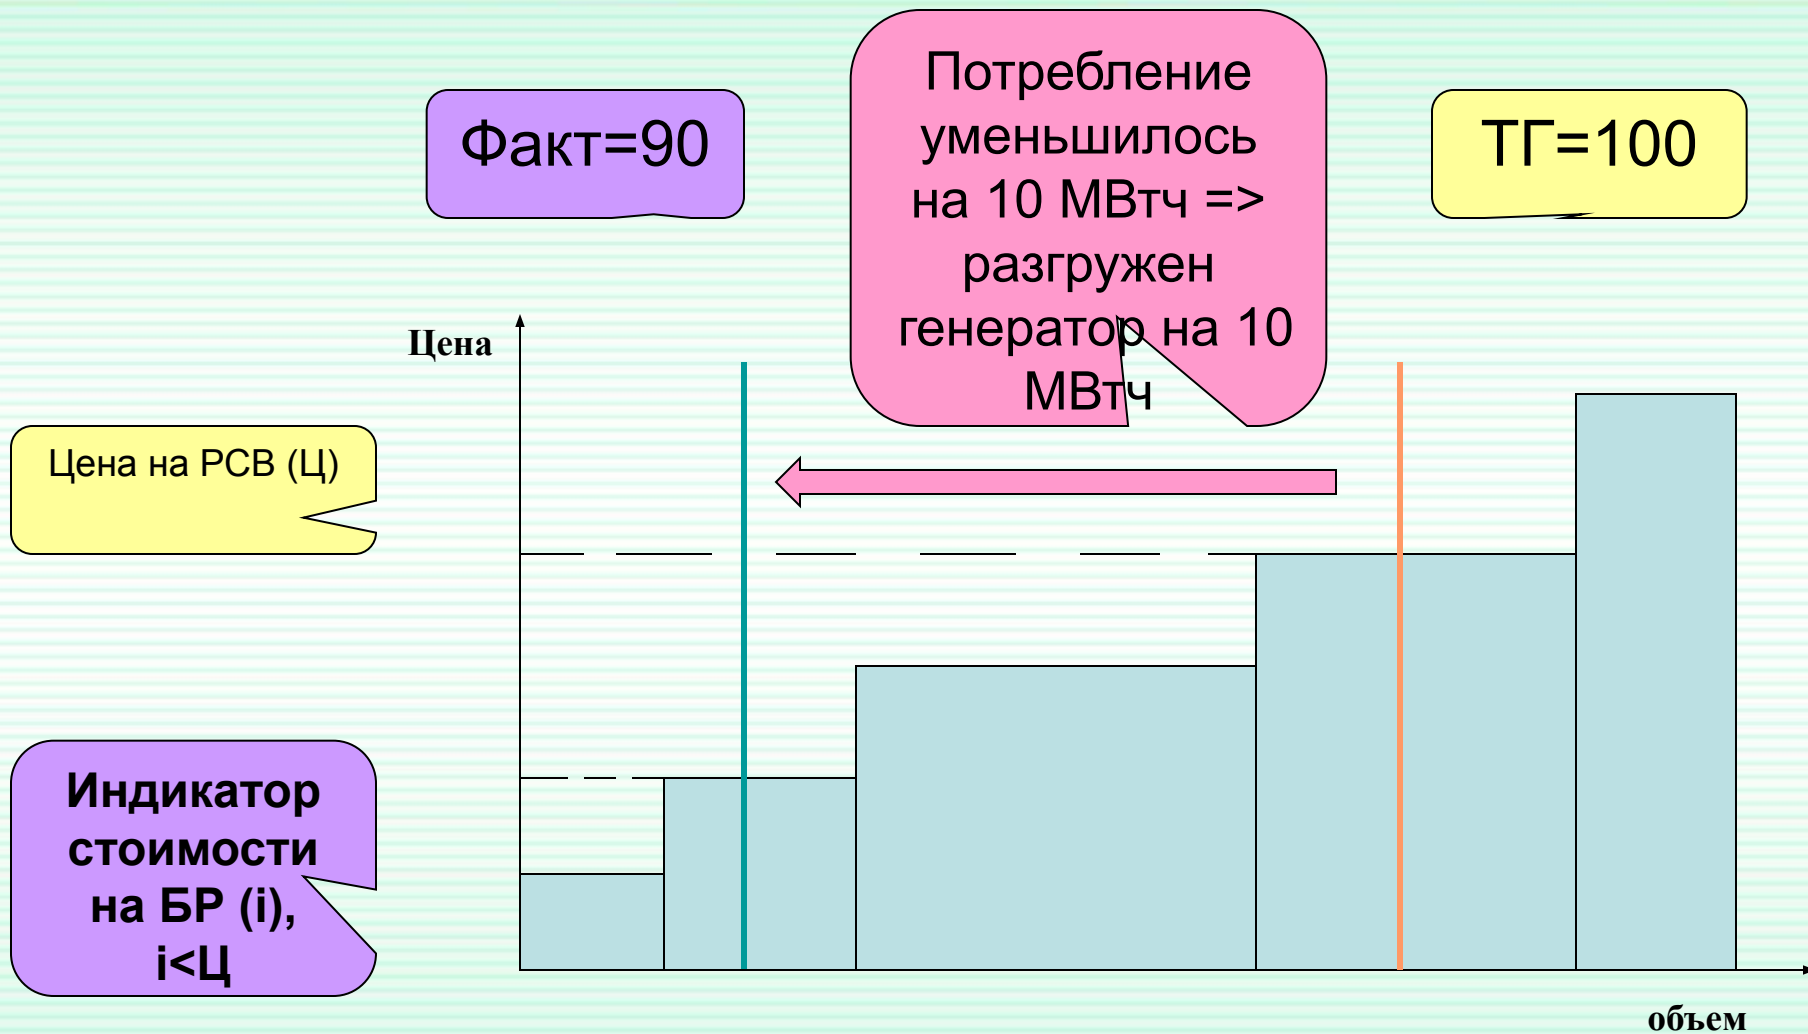 Факт=90
Потребление
уменьшилось
на 10 МВтч =>
разгружен
генератор на 10
МВтч
ТГ=100
Цена
Цена на РСВ (Ц)
Индикатор
стоимости
на БР (i),
i<Ц
объем